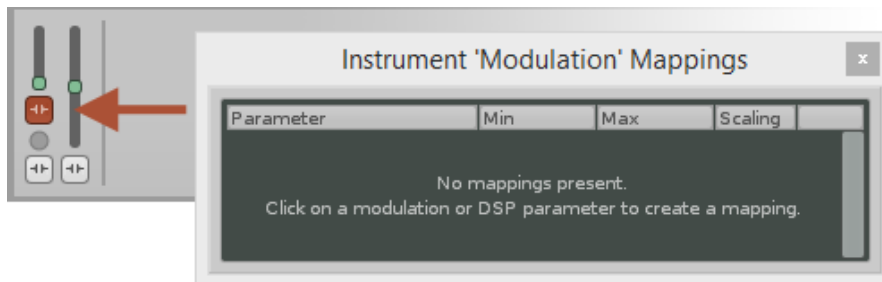 Instrument 'Modulation' Mappings
x
Parameter Min Max Scaling
No mappings present.
Click on a modulation or DSP parameter to create a mapping.